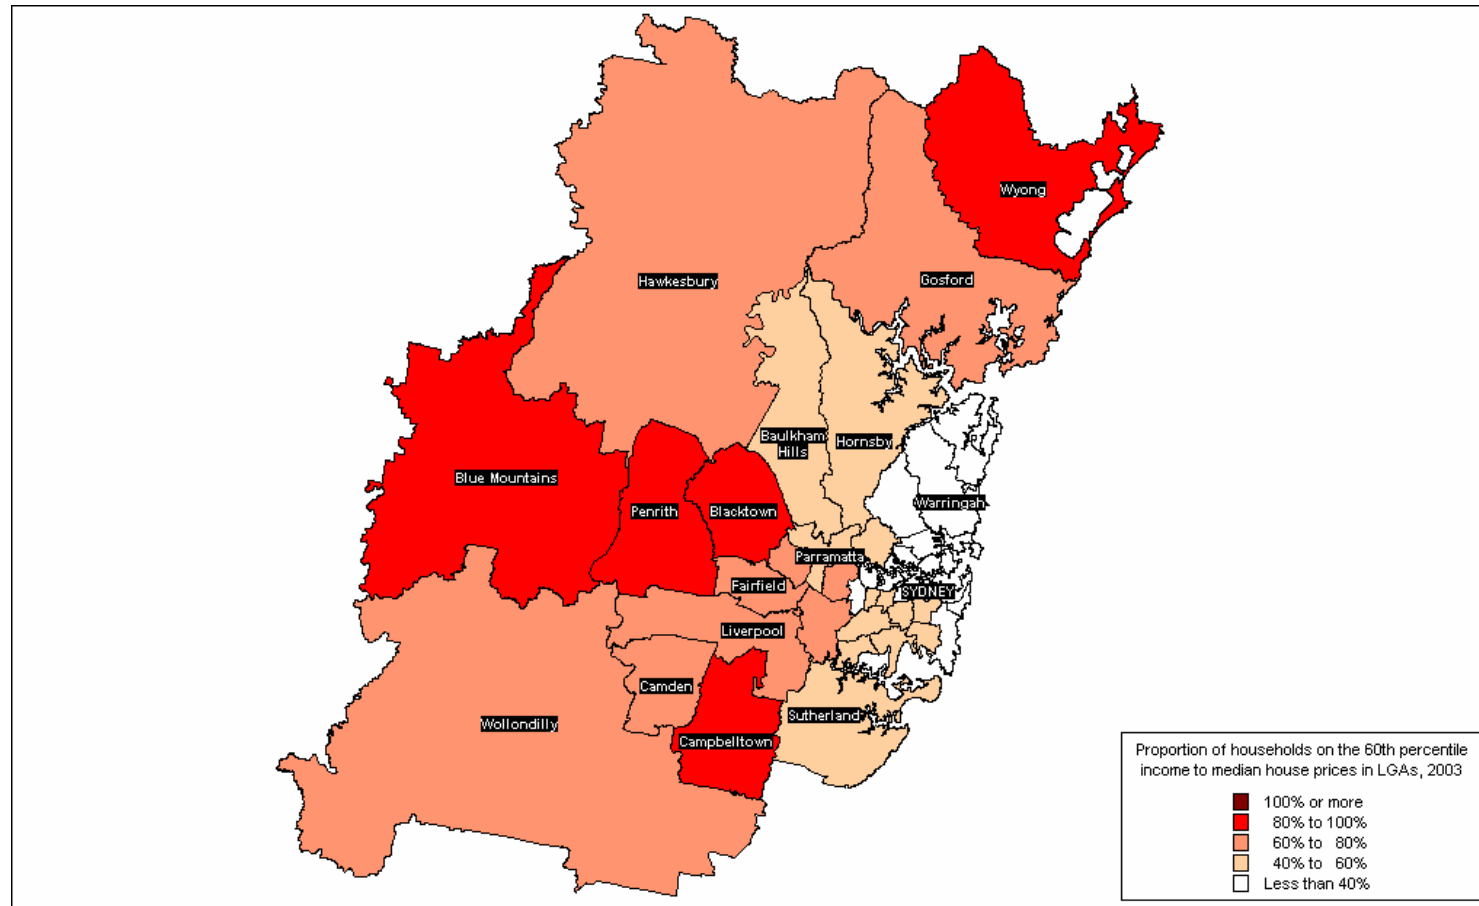 Wyong
Hawkesbury
Gosford
Baulkham
Hills
Hornsby
Blue Mountains
Penrith
Blacktown
Warringah
Parramatta
Fairfield
SYDNEY
Liverpool
Camden
Wollondilly
Sutherland
Campbelltown
Proportion of households on the 60th percentile
income to median house prices in LGAs, 2003
100% or more
80% to 100%
60% to 80%
40% to 60%
Less than 40%